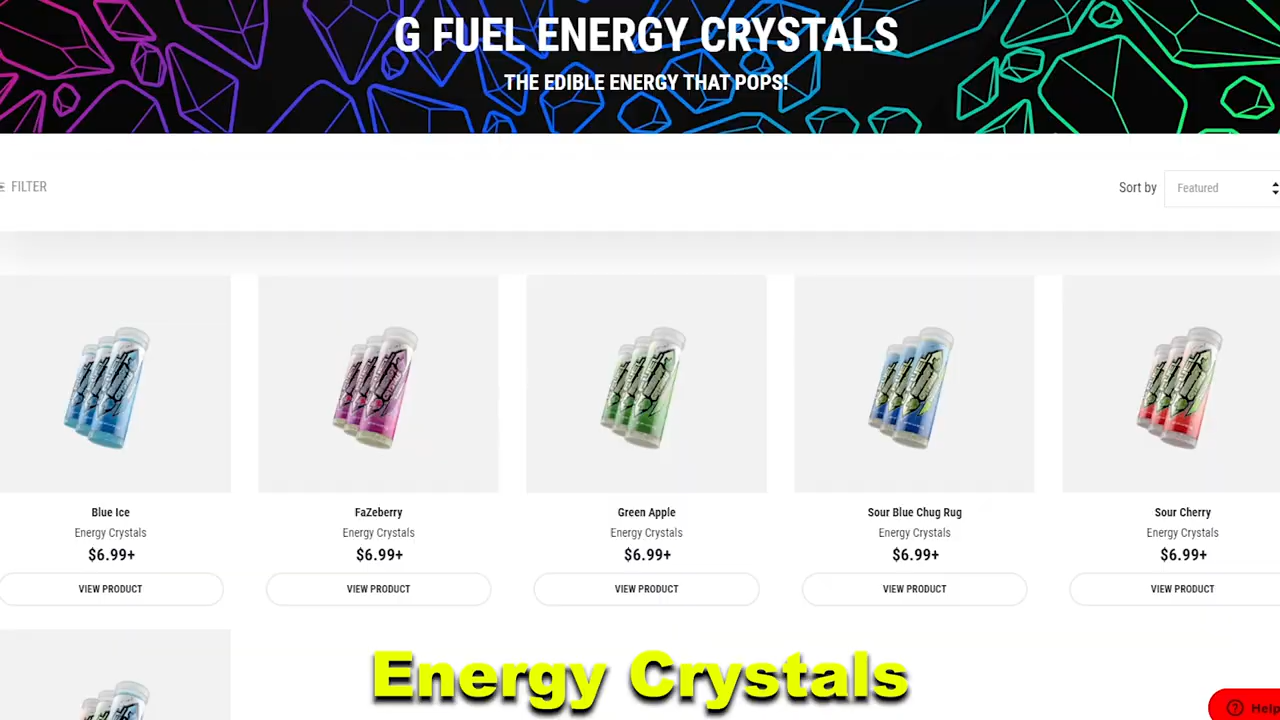 G FUEL ENERGY CRYSTALS
THE EDIBLE ENERGY THAT POPS!
FILTER
Sort by
Featured
Blue Ice
FaZeberry
Green Apple
Sour Blue Chug Rug
Sour Cherry
Energy Crystals
Energy Crystals
Energy Crystals
Energy Crystals
Energy Crystals
$6.99+
$6.99+
$6.99+
$6.99+
$6.99+
VIEW PRODUCT
VIEW PRODUCT
VIEW PRODUCT
VIEW PRODUCT
VIEW PRODUCT
Energy Crystals
Help